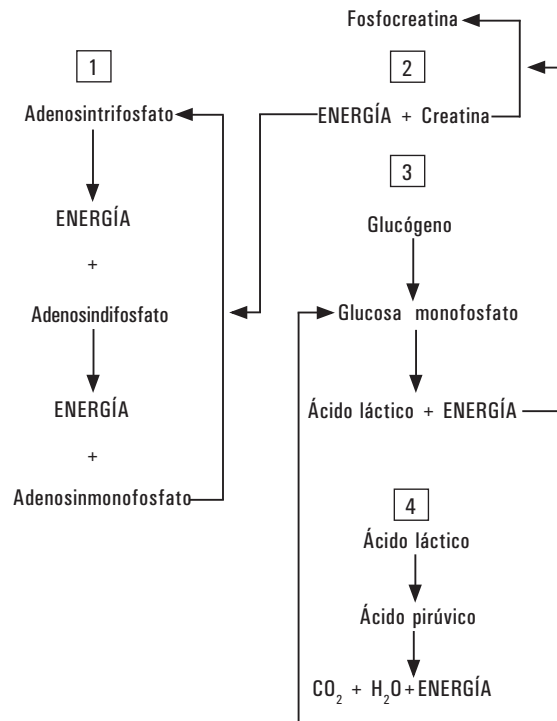 1
Adenosintrifosfato
ENERGÍA
+
Adenosindifosfato
ENERGÍA
+
Adenosinmonofosfato
Fosfocreatina
2
ENERGÍA + Creatina
3
Glucógeno
Glucosa monofosfato
Ácido láctico + ENERGÍA
4
Ácido láctico
Ácido pirúvico
CO₂ + H₂O+ENERGÍA